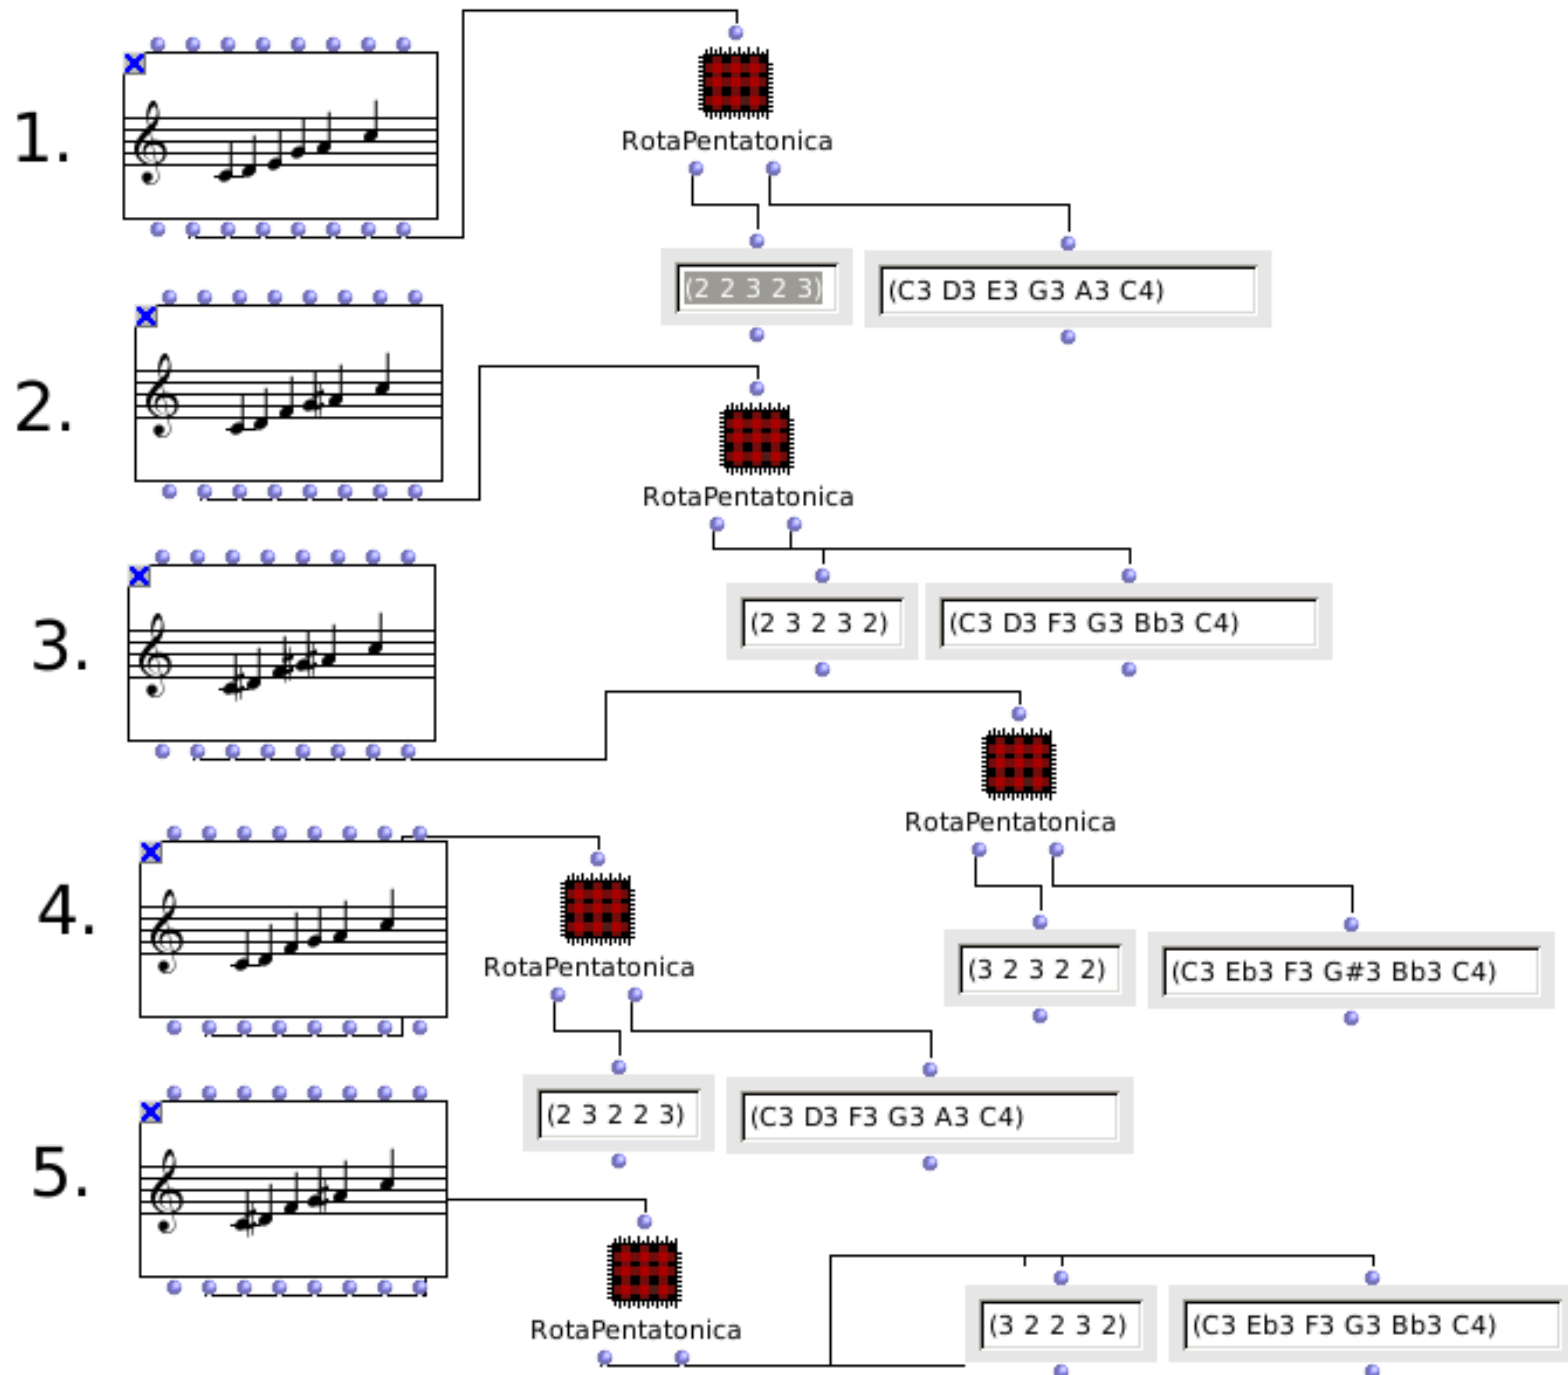 1.
RotaPentatonica
(2 2 3 2 3)
(C3 D3 E3 G3 A3 C4)
2.
RotaPentatonica
(2 3 2 3 2)
(C3 D3 F3 G3 Bb3 C4)
3.
RotaPentatonica
(3 2 3 2 2)
(C3 Eb3 F3 G#3 Bb3 C4)
4.
RotaPentatonica
(2 3 2 2 3)
(C3 D3 F3 G3 A3 C4)
5.
RotaPentatonica
(3 2 2 3 2)
(C3 Eb3 F3 G3 Bb3 C4)